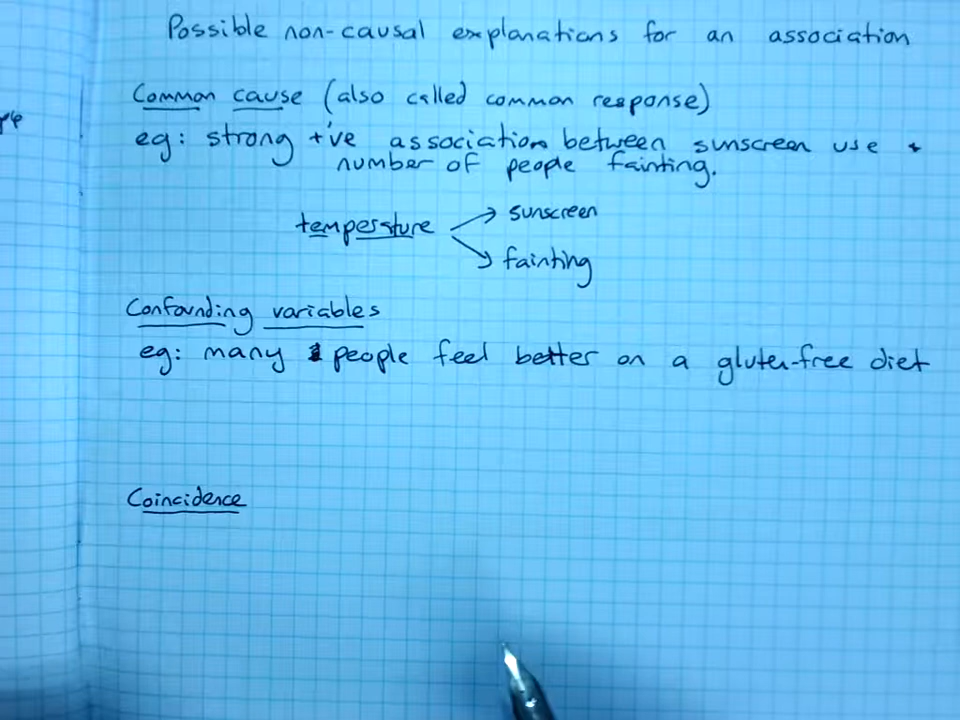 Possible non-causal explanations for an association
Common cause (also called common response)
eg: strong +'ve association between sunscreen use +
number of people fainting.
temperature
sunscreen
fainting
Confounding variables
eg: many people feel better on a gluten-free diet
Coincidence